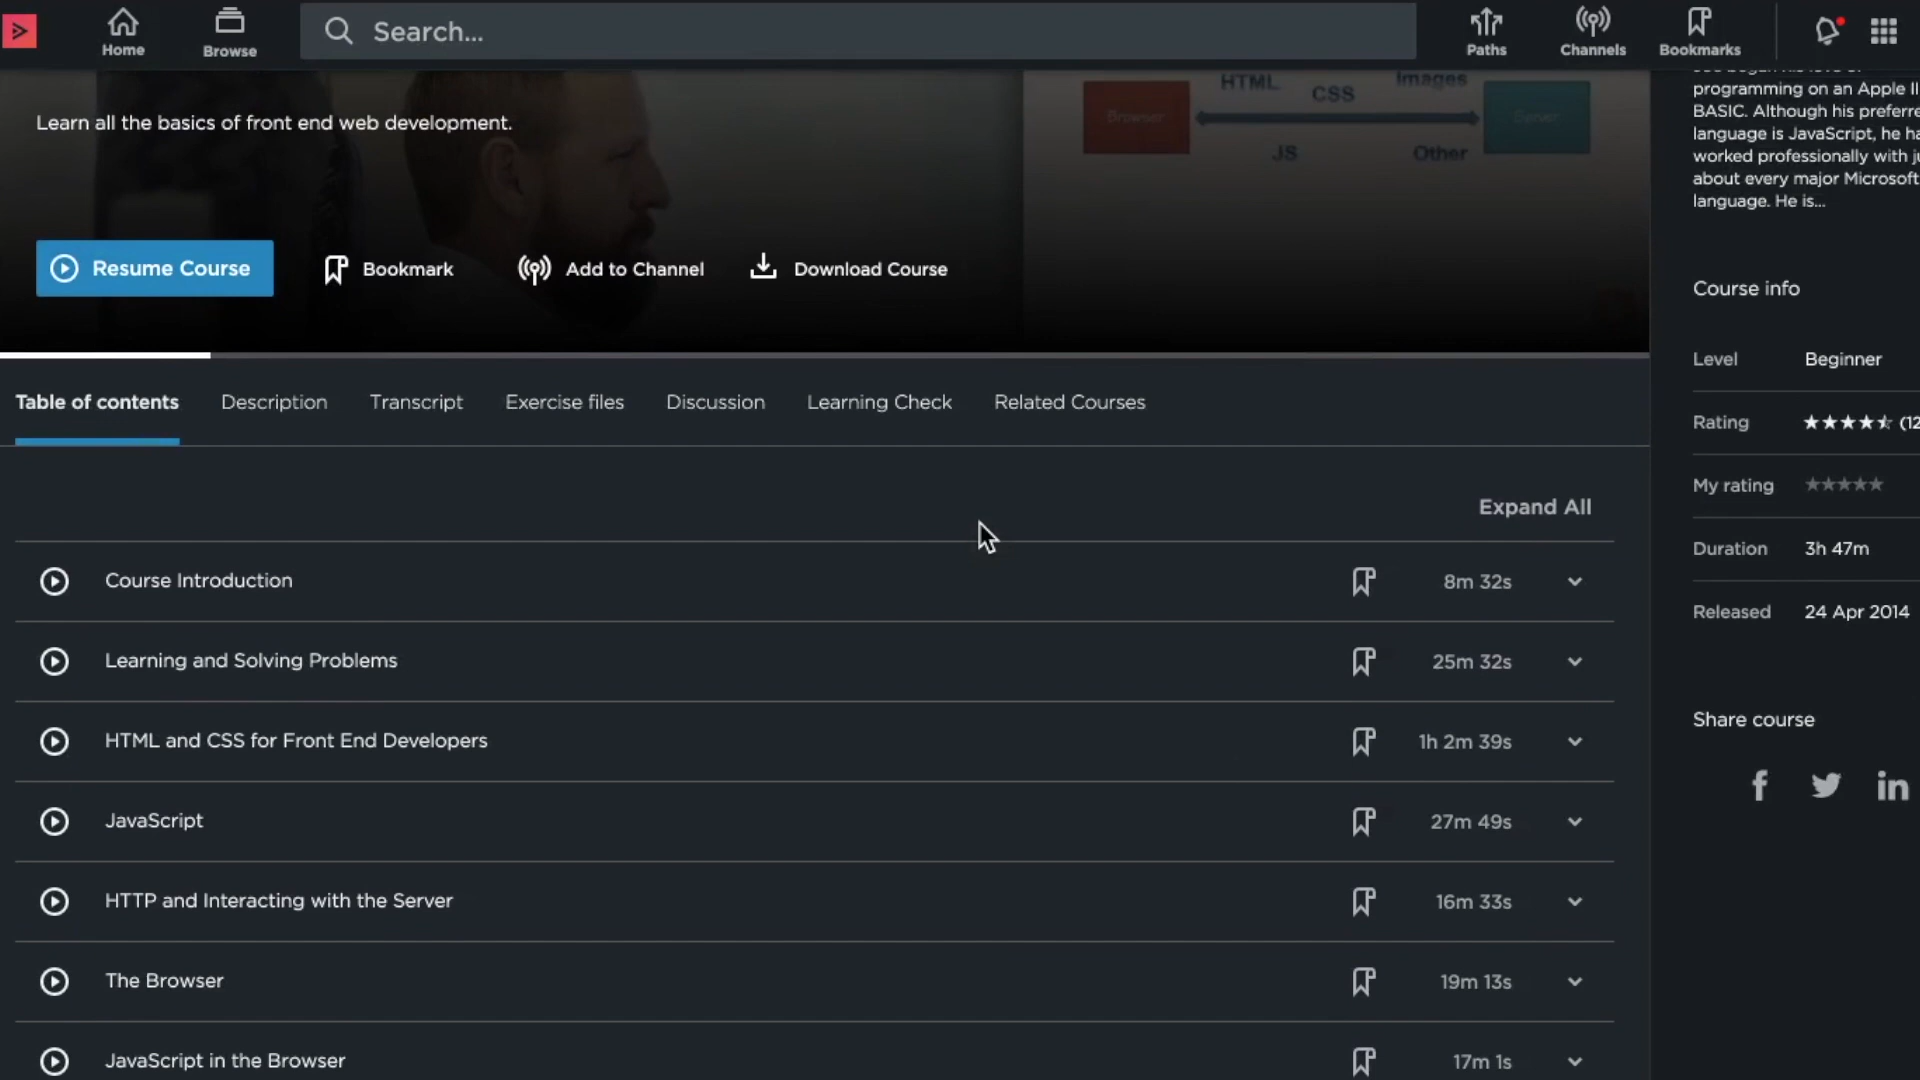 Home
Browse
Search...
Paths
Channels
Bookmarks
Learn all the basics of front end web development.
HTML
CSS
Images
Browser
Server
JS
Other
programming on an Apple II
BASIC. Although his preferre
language is JavaScript, he ha
worked professionally with ju
about every major Microsoft
language. He is...
Resume Course
Bookmark
Add to Channel
Download Course
Course info
Level Beginner
Rating ★★★★⯪ (12
My rating ★★★★★
Duration 3h 47m
Released 24 Apr 2014
Share course
Table of contents
Description
Transcript
Exercise files
Discussion
Learning Check
Related Courses
Expand All
Course Introduction 8m 32s
Learning and Solving Problems 25m 32s
HTML and CSS for Front End Developers 1h 2m 39s
JavaScript 27m 49s
HTTP and Interacting with the Server 16m 33s
The Browser 19m 13s
JavaScript in the Browser 17m 1s